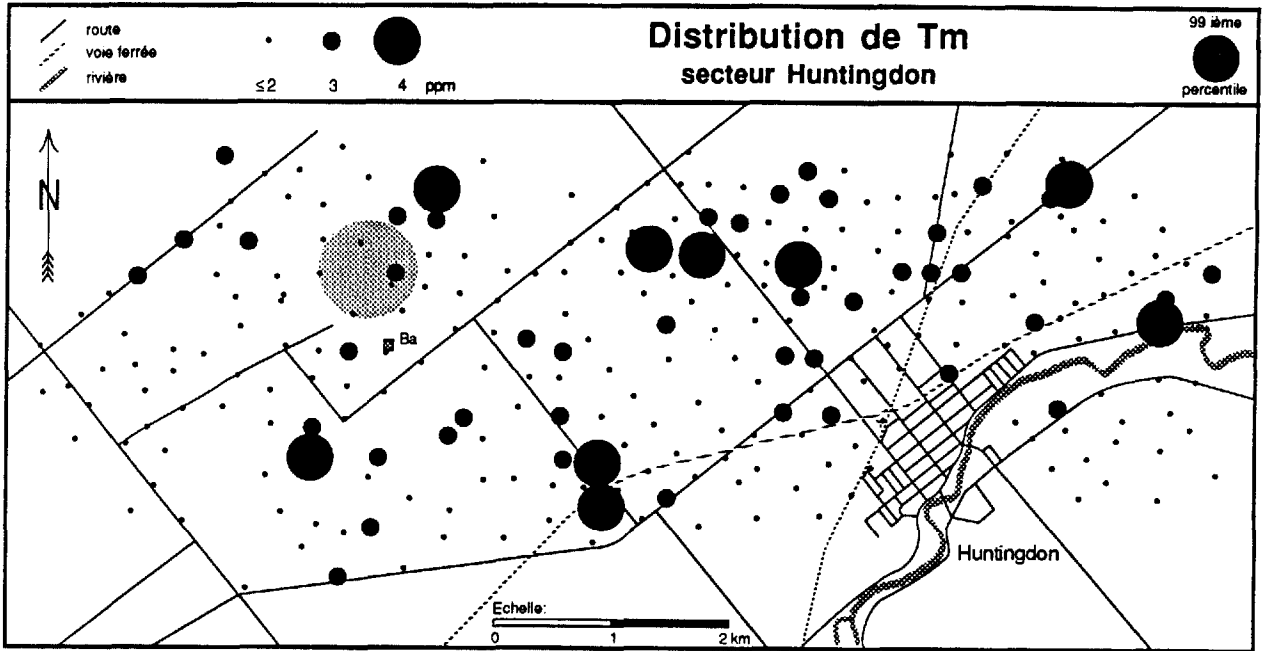 route
voie ferrée
rivière
≤2 3 4 ppm
Distribution de Tm
secteur Huntingdon
99 ième
percentile
N
Ba
Huntingdon
Echelle:
0 1 2 km